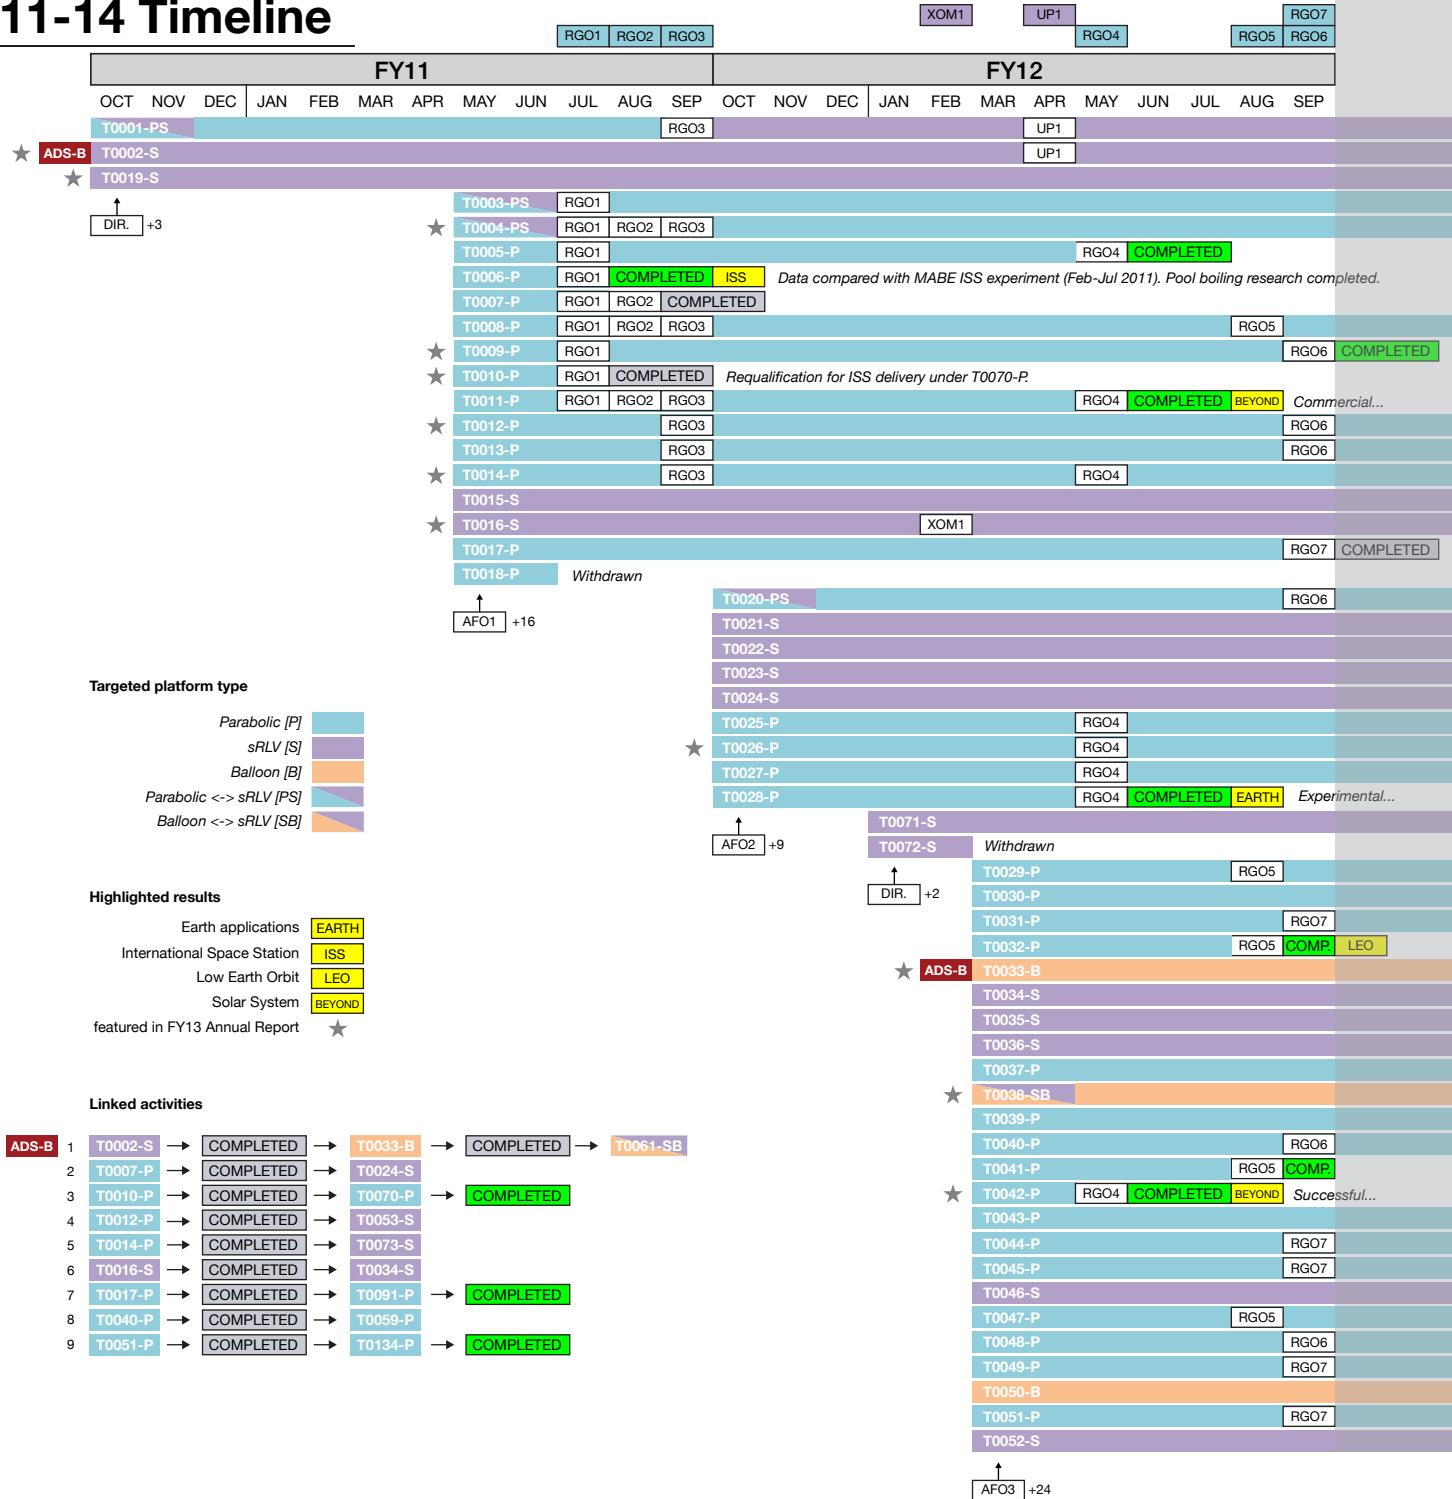 11-14 Timeline
XOM1 UP1 RGO7
RGO1 RGO2 RGO3 RGO4 RGO5 RGO6
FY11 FY12
OCT NOV DEC JAN FEB MAR APR MAY JUN JUL AUG SEP OCT NOV DEC JAN FEB MAR APR MAY JUN JUL AUG SEP
T0001-PS RGO3 UP1
ADS-B T0002-S UP1
T0019-S
DIR. +3
T0003-PS RGO1
T0004-PS RGO1 RGO2 RGO3
T0005-P RGO1 RGO4 COMPLETED
T0006-P RGO1 COMPLETED ISS Data compared with MABE ISS experiment (Feb-Jul 2011). Pool boiling research completed.
T0007-P RGO1 RGO2 COMPLETED
T0008-P RGO1 RGO2 RGO3 RGO5
T0009-P RGO1 RGO6 COMPLETED
T0010-P RGO1 COMPLETED Requalification for ISS delivery under T0070-P.
T0011-P RGO1 RGO2 RGO3 RGO4 COMPLETED BEYOND Commercial...
T0012-P RGO3 RGO6
T0013-P RGO3 RGO6
T0014-P RGO3 RGO4
T0015-S
T0016-S XOM1
T0017-P RGO7 COMPLETED
T0018-P Withdrawn
AFO1 +16
T0020-PS RGO6
T0021-S
T0022-S
T0023-S
T0024-S
T0025-P RGO4
T0026-P RGO4
T0027-P RGO4
T0028-P RGO4 COMPLETED EARTH Experimental...
AFO2 +9
T0071-S
T0072-S Withdrawn
DIR. +2
T0029-P RGO5
T0030-P
T0031-P RGO7
T0032-P RGO5 COMP. LEO
ADS-B T0033-B
T0034-S
T0035-S
T0036-S
T0037-P
T0038-SB
T0039-P
T0040-P RGO6
T0041-P RGO5 COMP.
T0042-P RGO4 COMPLETED BEYOND Successful...
T0043-P
T0044-P RGO7
T0045-P RGO7
T0046-S
T0047-P RGO5
T0048-P RGO6
T0049-P RGO7
T0050-B
T0051-P RGO7
T0052-S
AFO3 +24
Targeted platform type
Parabolic [P]
sRLV [S]
Balloon [B]
Parabolic <-> sRLV [PS]
Balloon <-> sRLV [SB]
Highlighted results
Earth applications EARTH
International Space Station ISS
Low Earth Orbit LEO
Solar System BEYOND
featured in FY13 Annual Report
Linked activities
ADS-B 1 T0002-S COMPLETED T0033-B COMPLETED T0061-SB
2 T0007-P COMPLETED T0024-S
3 T0010-P COMPLETED T0070-P COMPLETED
4 T0012-P COMPLETED T0053-S
5 T0014-P COMPLETED T0073-S
6 T0016-S COMPLETED T0034-S
7 T0017-P COMPLETED T0091-P COMPLETED
8 T0040-P COMPLETED T0059-P
9 T0051-P COMPLETED T0134-P COMPLETED